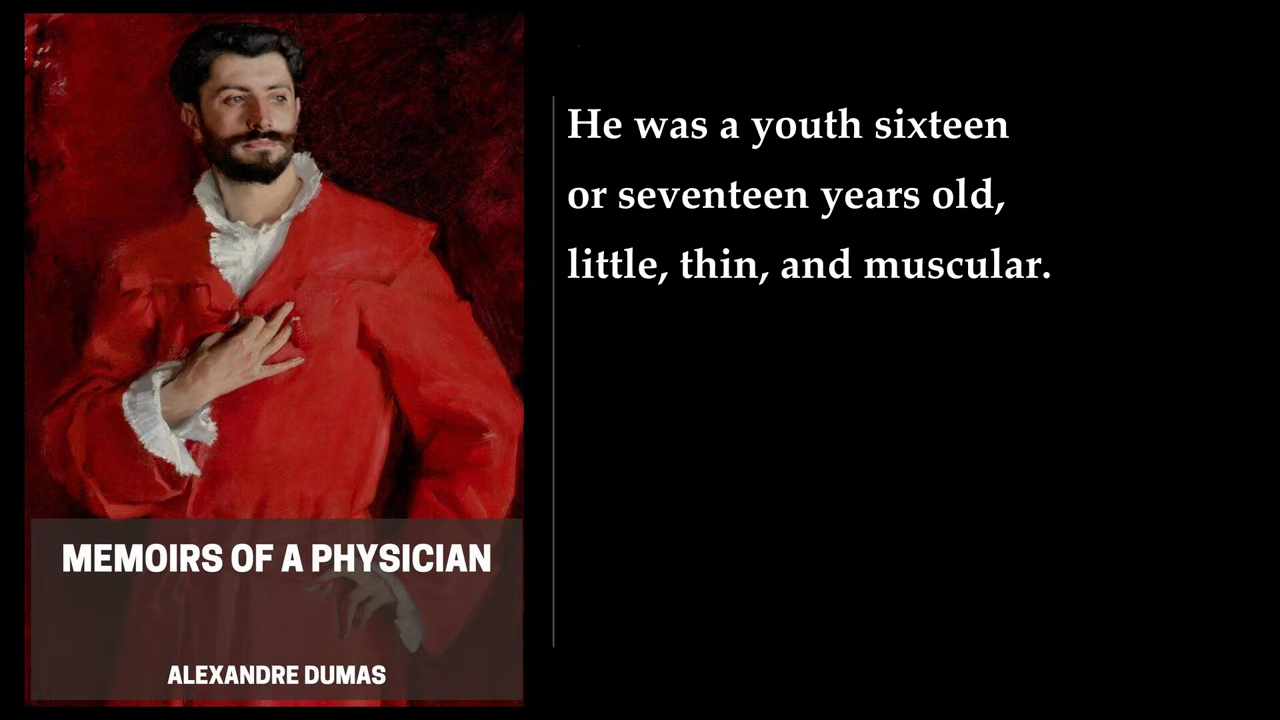 He was a youth sixteen
or seventeen years old,
little, thin, and muscular.
MEMOIRS OF A PHYSICIAN
ALEXANDRE DUMAS